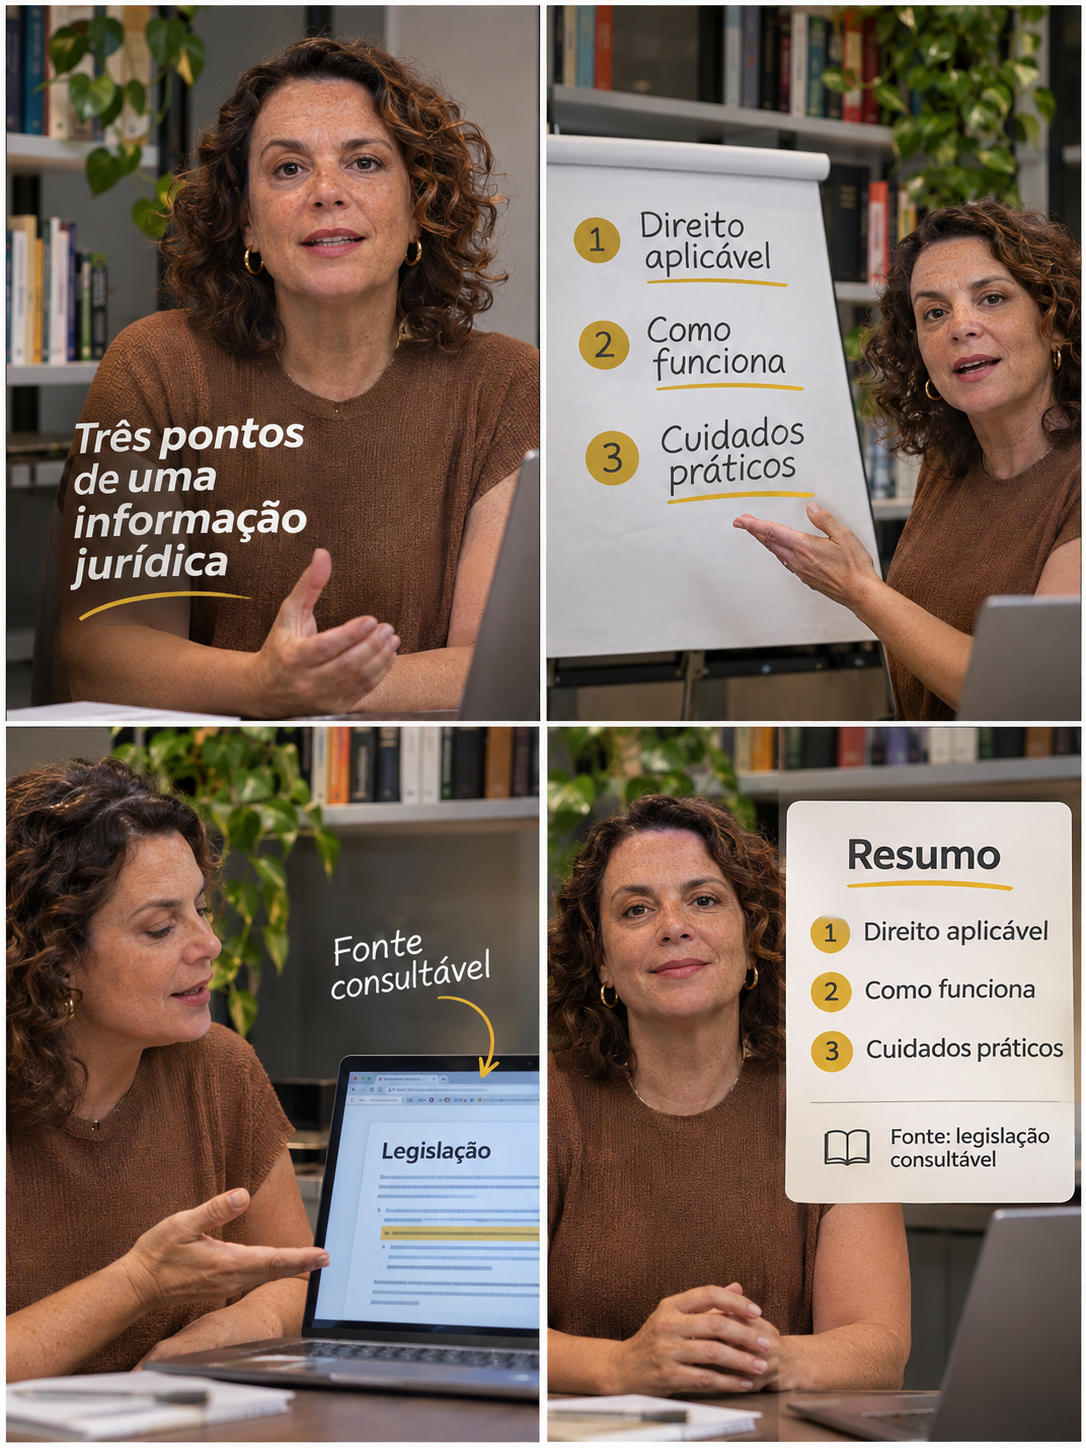 Três pontos
de uma
informação
jurídica
1 Direito
aplicável
2 Como
funciona
3 Cuidados
práticos
Fonte
consultável
Legislação
Resumo
1 Direito aplicável
2 Como funciona
3 Cuidados práticos
Fonte: legislação
consultável